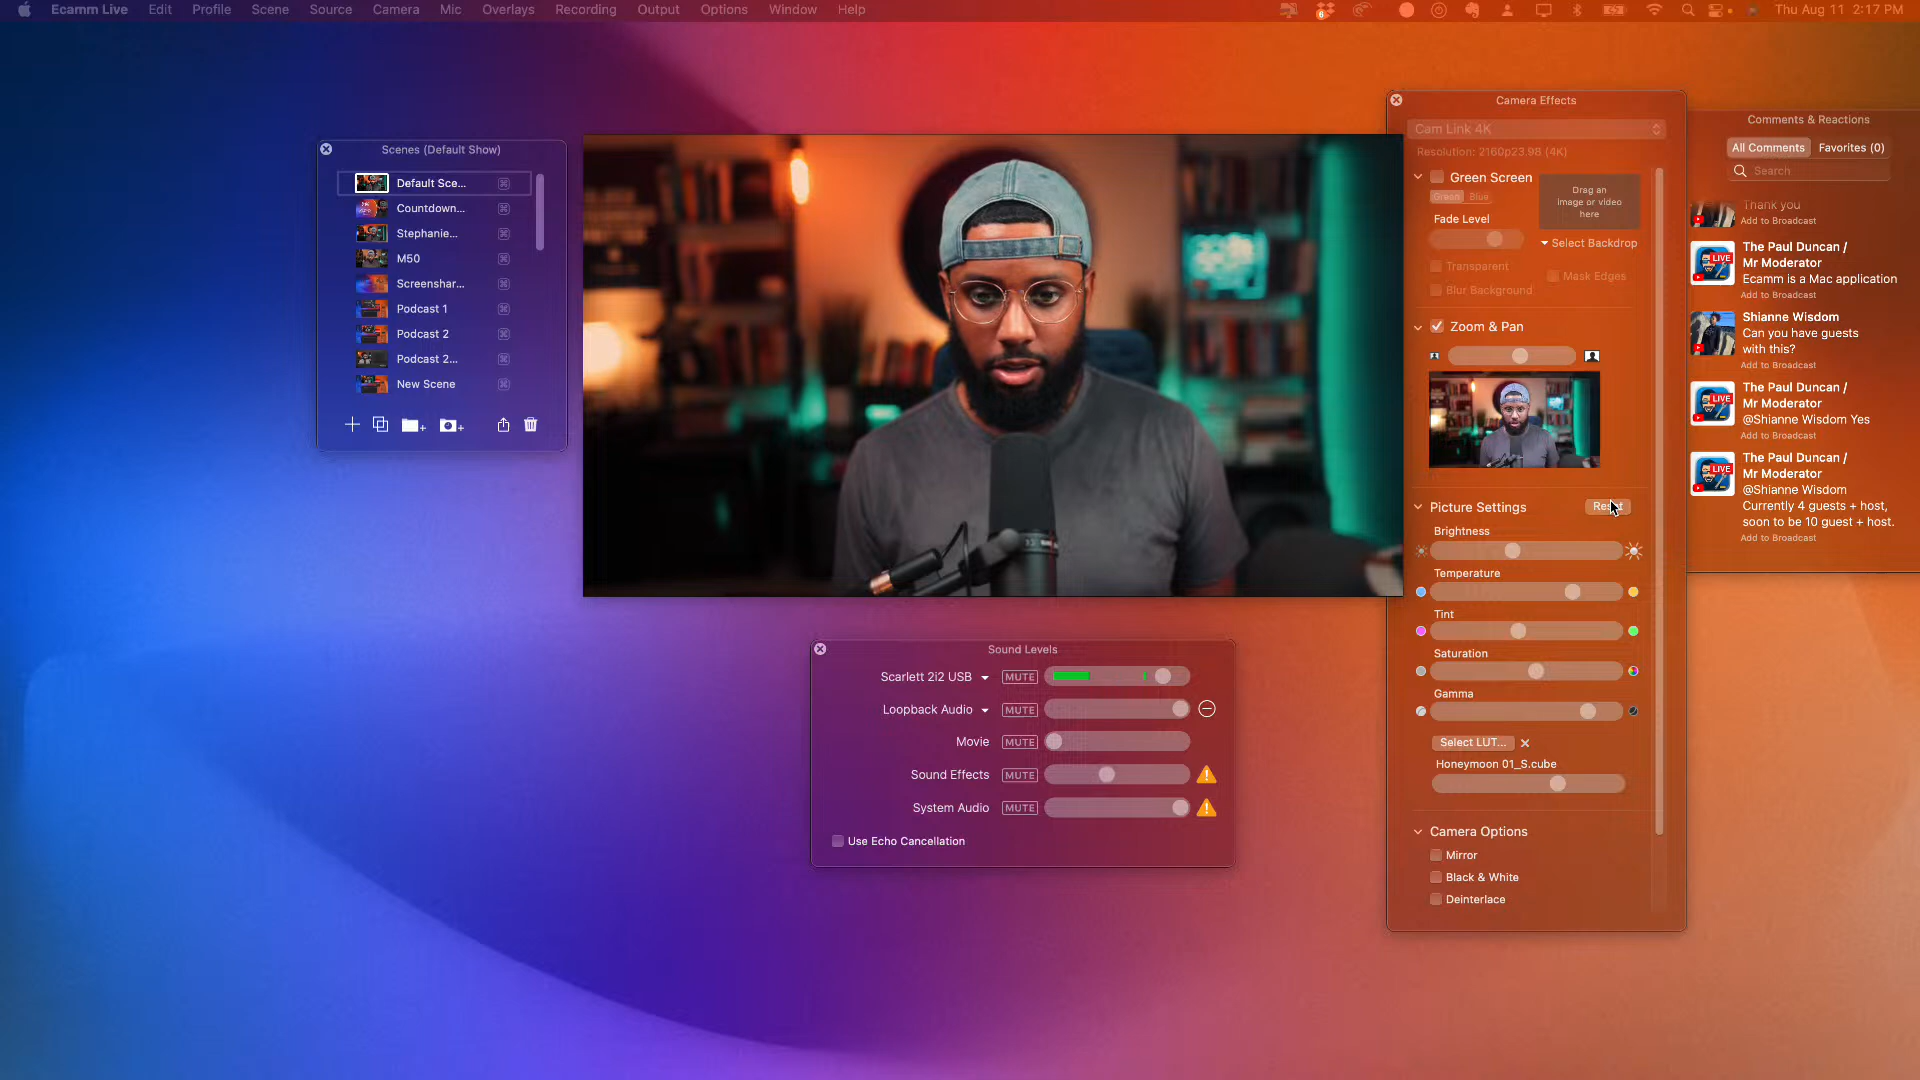 Ecamm Live Edit Profile Scene Source Camera Mic Overlays Recording Output Options Window Help
Thu Aug 11 2:17 PM
Scenes (Default Show)
Default Sce...
Countdown...
Stephanie...
M50
Screenshar...
Podcast 1
Podcast 2
Podcast 2...
New Scene
Sound Levels
Scarlett 2i2 USB MUTE
Loopback Audio MUTE
Movie MUTE
Sound Effects MUTE
System Audio MUTE
Use Echo Cancellation
Camera Effects
Cam Link 4K
Resolution: 2160p23.98 (4K)
Green Screen
Green Blue
Fade Level
Drag an
image or video
here
Select Backdrop
Transparent
Mask Edges
Blur Background
Zoom & Pan
Picture Settings
Brightness
Temperature
Tint
Saturation
Gamma
Select LUT...
Honeymoon 01_S.cube
Camera Options
Mirror
Black & White
Deinterlace
Comments & Reactions
All Comments Favorites (0)
Search
Thank you
Add to Broadcast
The Paul Duncan /
Mr Moderator
Ecamm is a Mac application
Add to Broadcast
Shianne Wisdom
Can you have guests
with this?
Add to Broadcast
The Paul Duncan /
Mr Moderator
@Shianne Wisdom Yes
Add to Broadcast
The Paul Duncan /
Mr Moderator
@Shianne Wisdom
Currently 4 guests + host,
soon to be 10 guest + host.
Add to Broadcast
LIVE
LIVE
LIVE